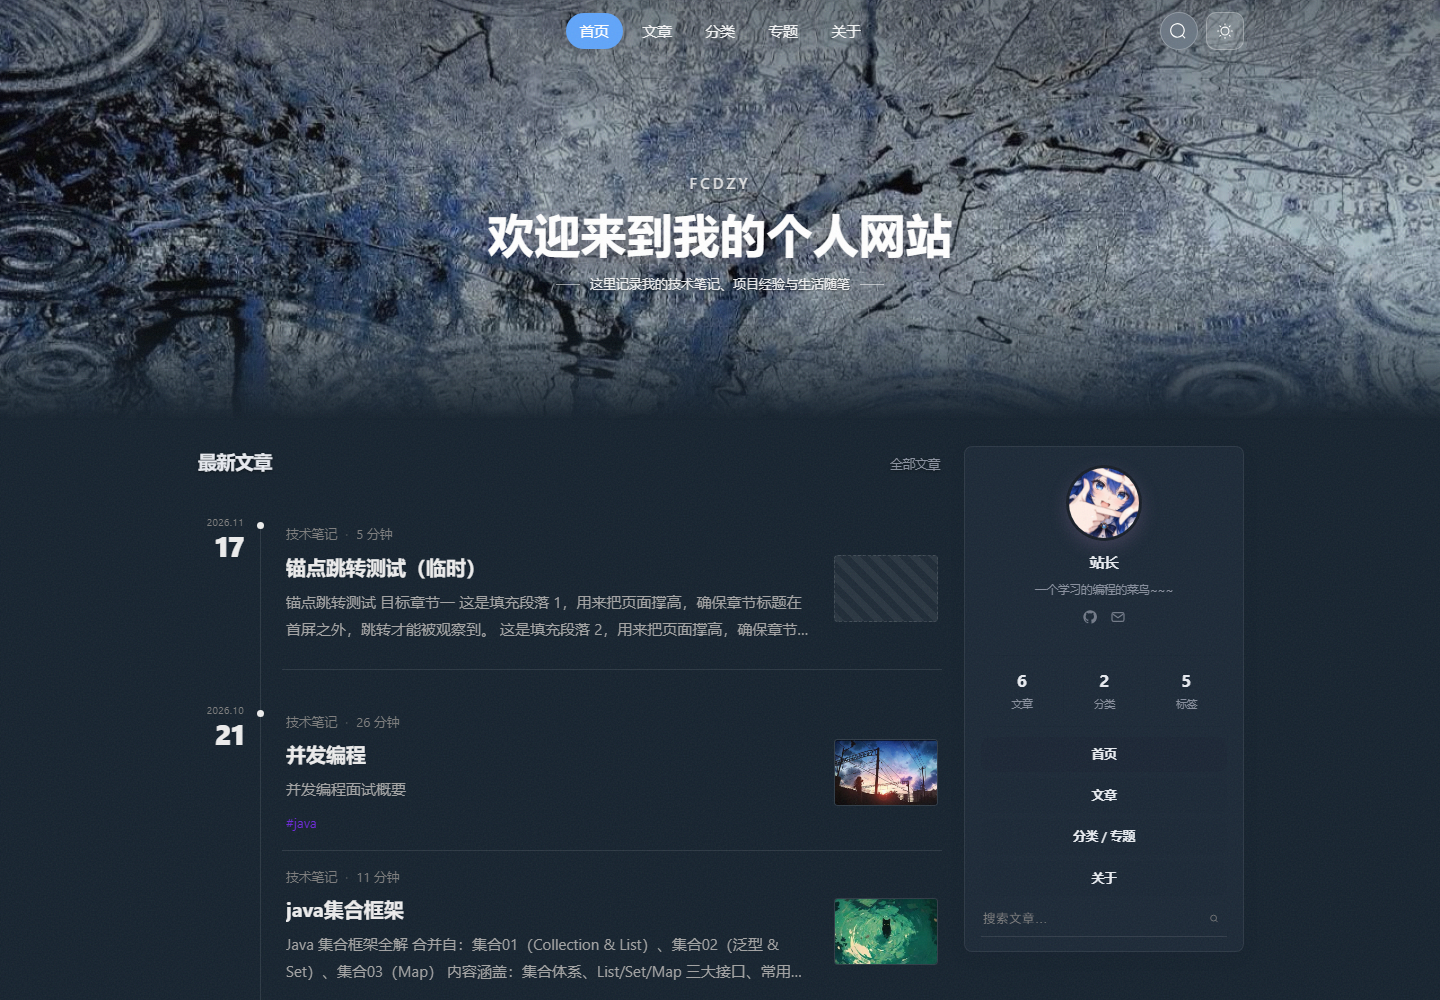 首页 文章 分类 专题 关于
FCDZY
欢迎来到我的个人网站
这里记录我的技术笔记、项目经验与生活随笔
最新文章
全部文章
2026.11
17
技术笔记 · 5 分钟
锚点跳转测试（临时）
锚点跳转测试 目标章节一 这是填充段落 1，用来把页面撑高，确保章节标题在
首屏之外，跳转才能被观察到。 这是填充段落 2，用来把页面撑高，确保章节...
2026.10
21
技术笔记 · 26 分钟
并发编程
并发编程面试概要
#java
技术笔记 · 11 分钟
java集合框架
Java 集合框架全解 合并自：集合01（Collection & List）、集合02（泛型 &
Set）、集合03（Map） 内容涵盖：集合体系、List/Set/Map 三大接口、常用...
站长
一个学习的编程的菜鸟~~~
6 2 5
文章 分类 标签
首页
文章
分类 / 专题
关于
搜索文章...